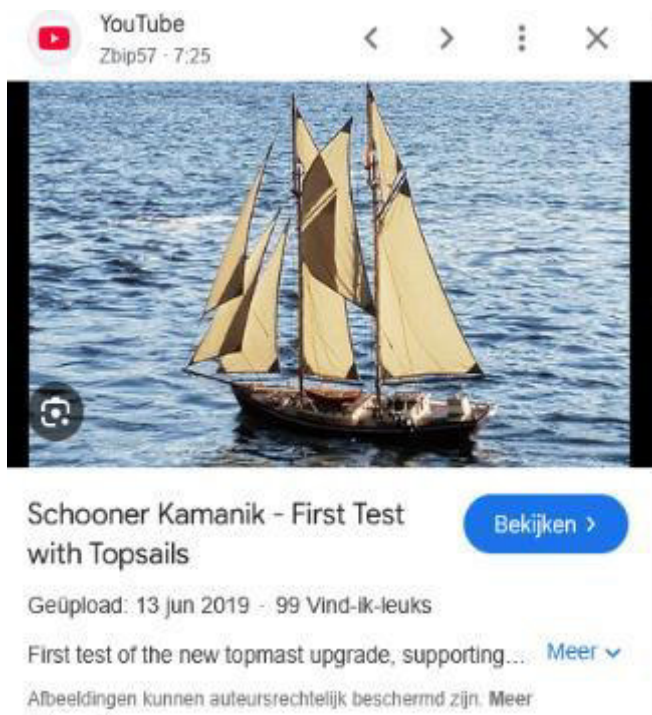 YouTube
Zbip57 · 7:25
Schooner Kamanik - First Test
with Topsails
Bekijken >
Geüpload: 13 jun 2019 · 99 Vind-ik-leuks
First test of the new topmast upgrade, supporting... Meer
Afbeeldingen kunnen auteursrechtelijk beschermd zijn. Meer